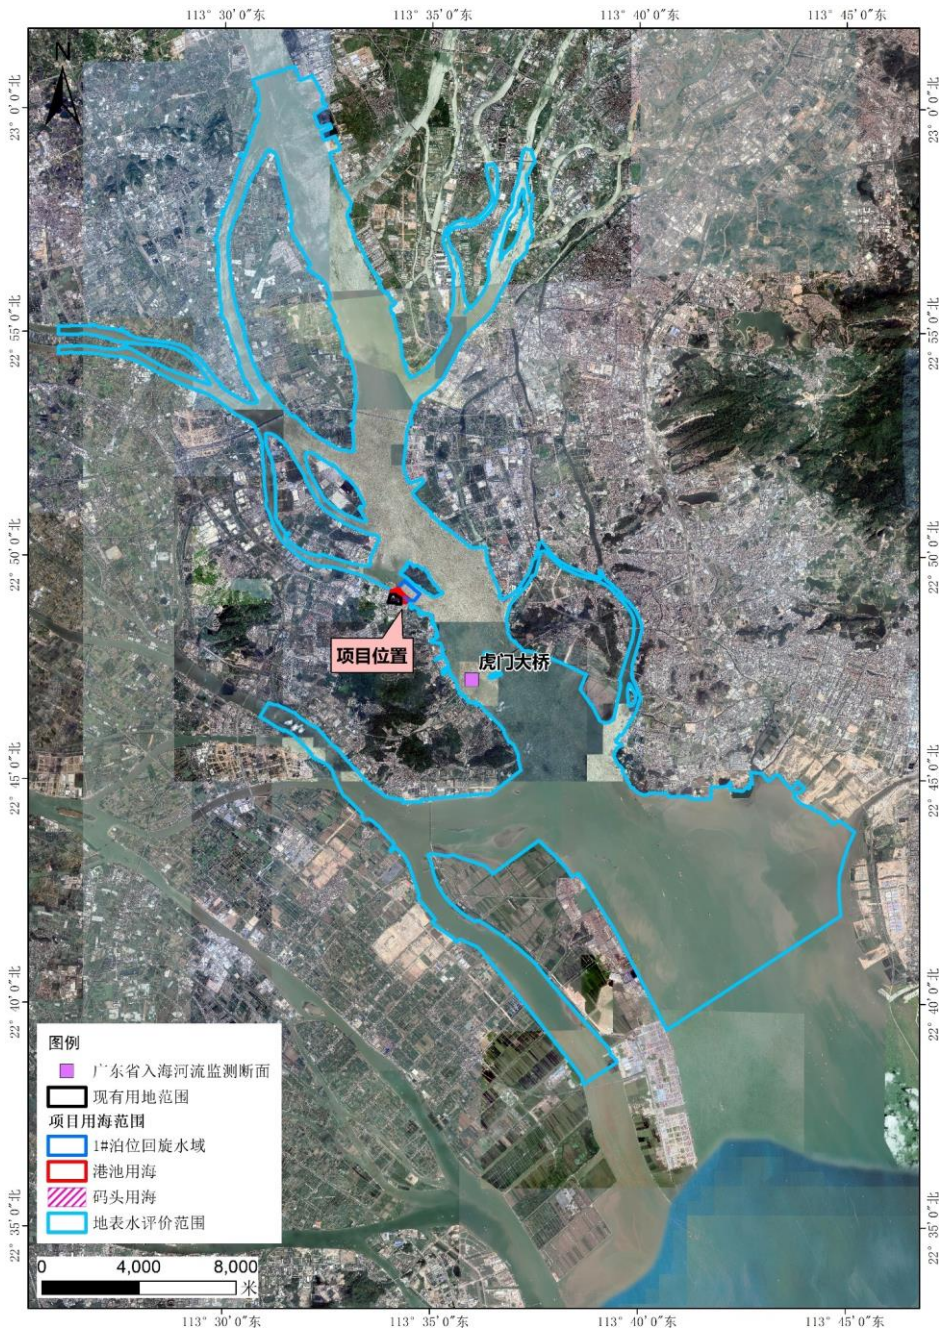 113° 30′ 0″东
113° 35′ 0″东
113° 40′ 0″东
113° 45′ 0″东
N
23° 0′ 0″北
23° 0′ 0″北
22° 55′ 0″北
22° 55′ 0″北
22° 50′ 0″北
22° 50′ 0″北
项目位置
虎门大桥
22° 45′ 0″北
22° 45′ 0″北
22° 40′ 0″北
22° 40′ 0″北
图例
广东省入海河流监测断面
现有用地范围
项目用海范围
1#泊位回旋水域
港池用海
码头用海
地表水评价范围
22° 35′ 0″北
22° 35′ 0″北
0 4,000 8,000
米
113° 30′ 0″东
113° 35′ 0″东
113° 40′ 0″东
113° 45′ 0″东